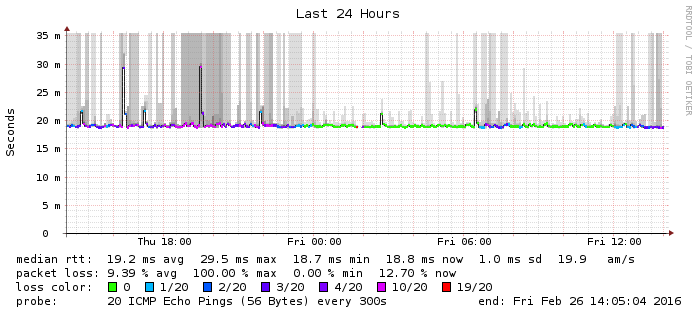 Last 24 Hours
RRDTOOL / TOBI OETIKER
Seconds
35 m
30 m
25 m
20 m
15 m
10 m
5 m
0
Thu 18:00 Fri 00:00 Fri 06:00 Fri 12:00
median rtt: 19.2 ms avg 29.5 ms max 18.7 ms min 18.8 ms now 1.0 ms sd 19.9 am/s
packet loss: 9.39 % avg 100.00 % max 0.00 % min 12.70 % now
loss color: 0 1/20 2/20 3/20 4/20 10/20 19/20
probe: 20 ICMP Echo Pings (56 Bytes) every 300s end: Fri Feb 26 14:05:04 2016